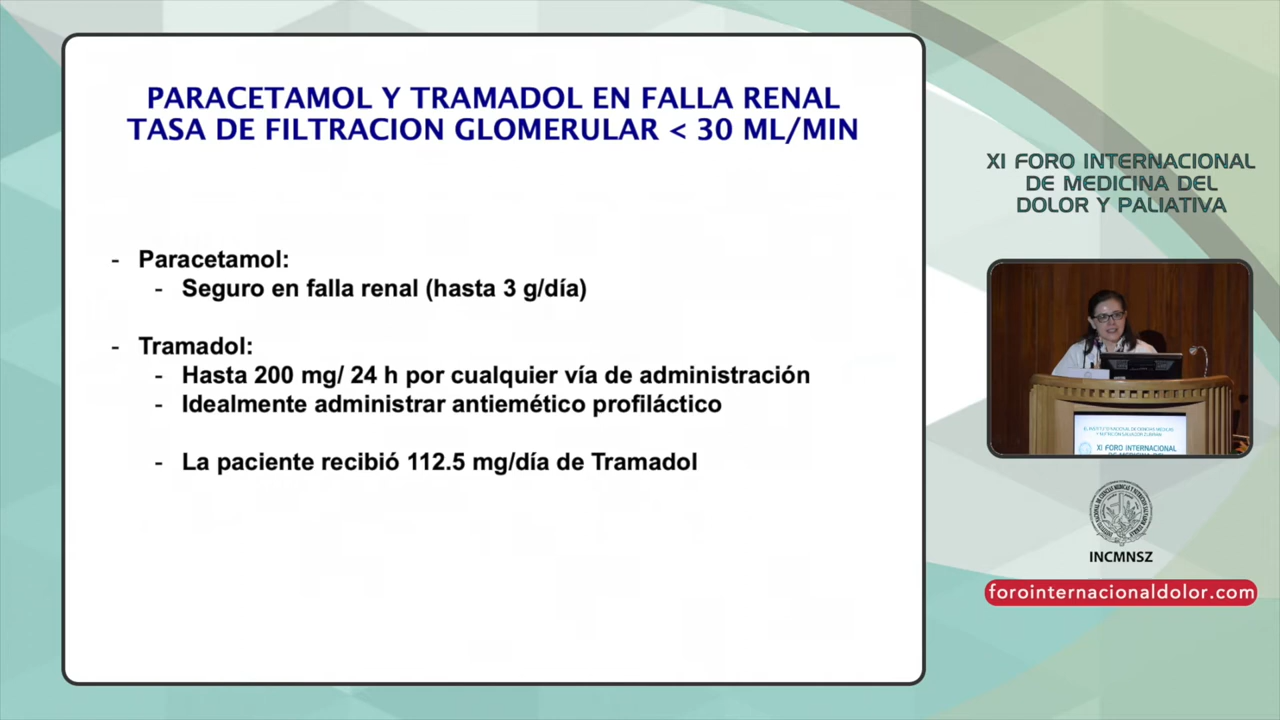 PARACETAMOL Y TRAMADOL EN FALLA RENAL
TASA DE FILTRACION GLOMERULAR < 30 ML/MIN
- Paracetamol:
- Seguro en falla renal (hasta 3 g/día)
- Tramadol:
- Hasta 200 mg/ 24 h por cualquier vía de administración
- Idealmente administrar antiemético profiláctico
- La paciente recibió 112.5 mg/día de Tramadol
XI FORO INTERNACIONAL
DE MEDICINA DEL
DOLOR Y PALIATIVA
XI FORO INTERNACIONAL
INCMNSZ
forointernacionaldolor.com